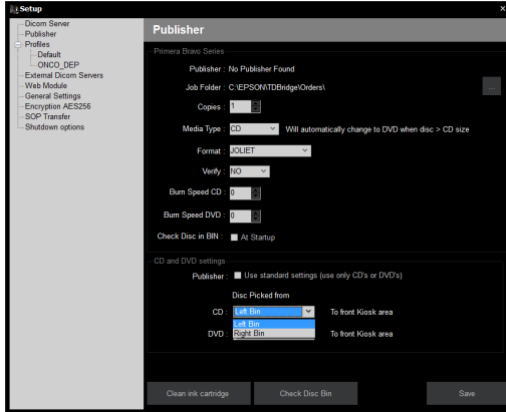 Setup
Dicom Server
Publisher
Profiles
Default
ONCO_DEP
External Dicom Servers
Web Module
General Settings
Encryption AES256
SOP Transfer
Shutdown options
Publisher
Primera Bravo Series
Publisher : No Publisher Found
Job Folder : C:\EPSON\TDBridge\Orders\
...
Copies : 1
Media Type : CD Will automatically change to DVD when disc > CD size
Format : JOLIET
Verify : NO
Burn Speed CD : 0
Burn Speed DVD : 0
Check Disc in BIN : At Startup
CD and DVD settings
Publisher : Use standard settings (use only CD's or DVD's)
Disc Picked from
CD : Left Bin To front Kiosk area
Left Bin
DVD : Right Bin To front Kiosk area
Clean ink cartridge Check Disc Bin Save